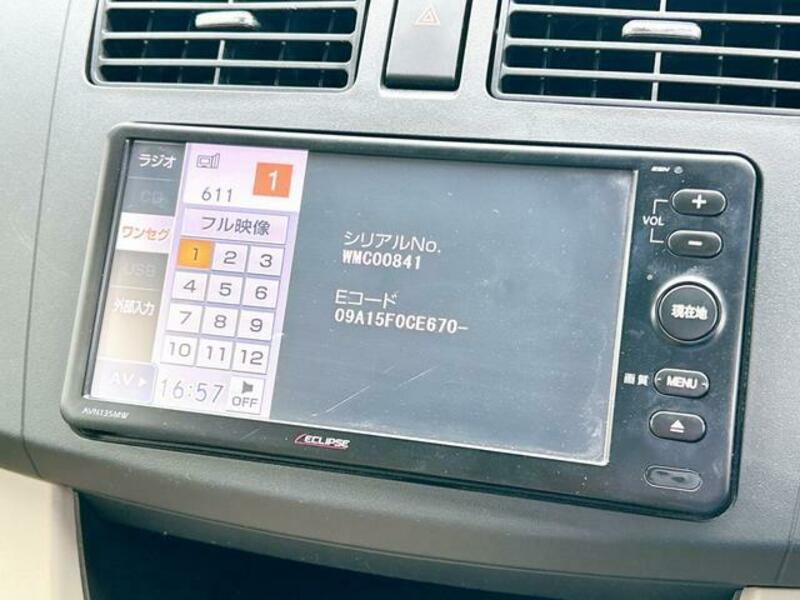 ラジオ
CD
ワンセグ
USB
外部入力
AV
611
1
フル映像
1 2 3
4 5 6
7 8 9
10 11 12
16:57
OFF
シリアルNo.
WMC00841
Eコード
09A15F0CE670-
AVN135MW
ECLIPSE
VOL
+
-
現在地
画質
MENU